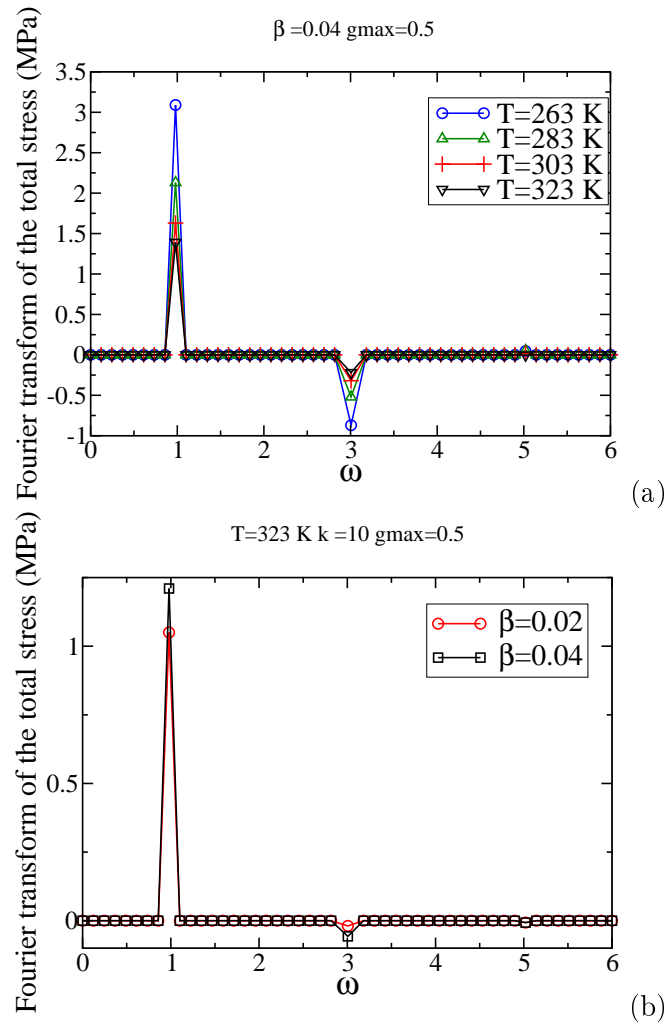 β =0.04 gmax=0.5
Fourier transform of the total stress (MPa)
3.5
3
2.5
2
1.5
1
0.5
0
-0.5
-1
T=263 K
T=283 K
T=303 K
T=323 K
0 1 2 3 4 5 6
ω
(a)
T=323 K k =10 gmax=0.5
Fourier transform of the total stress (MPa)
1
0.5
0
β=0.02
β=0.04
0 1 2 3 4 5 6
ω
(b)